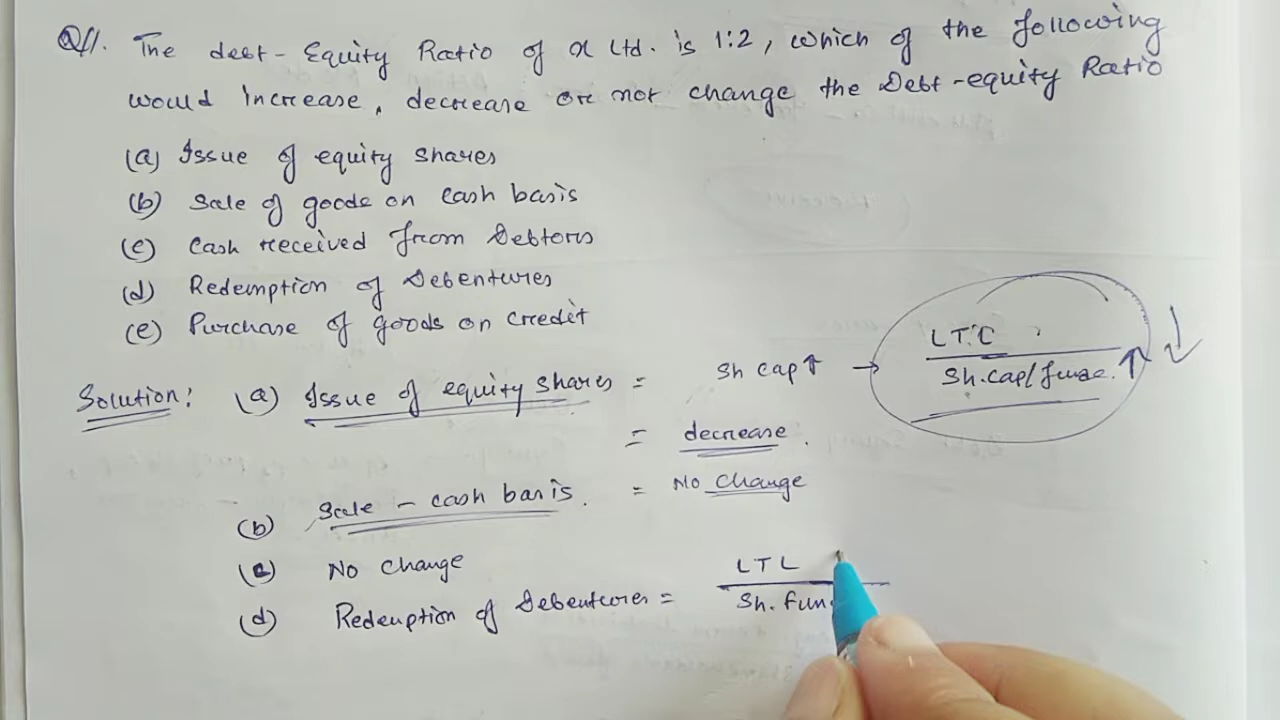 Q1. The debt-Equity Ratio of x Ltd. is 1:2, which of the following
would increase, decrease or not change the Debt-equity Ratio
(a) Issue of equity shares
(b) Sale of goods on cash basis
(c) Cash received from Debtors
(d) Redemption of Debentures
(e) Purchase of goods on credit
Solution: (a) Issue of equity shares = Sh cap↑ →
LTL
Sh. cap/funds ↑ ↓
= decrease.
(b) Sale - cash basis. = No change
(c) No change
(d) Redemption of Debentures =
LTL
Sh. fun